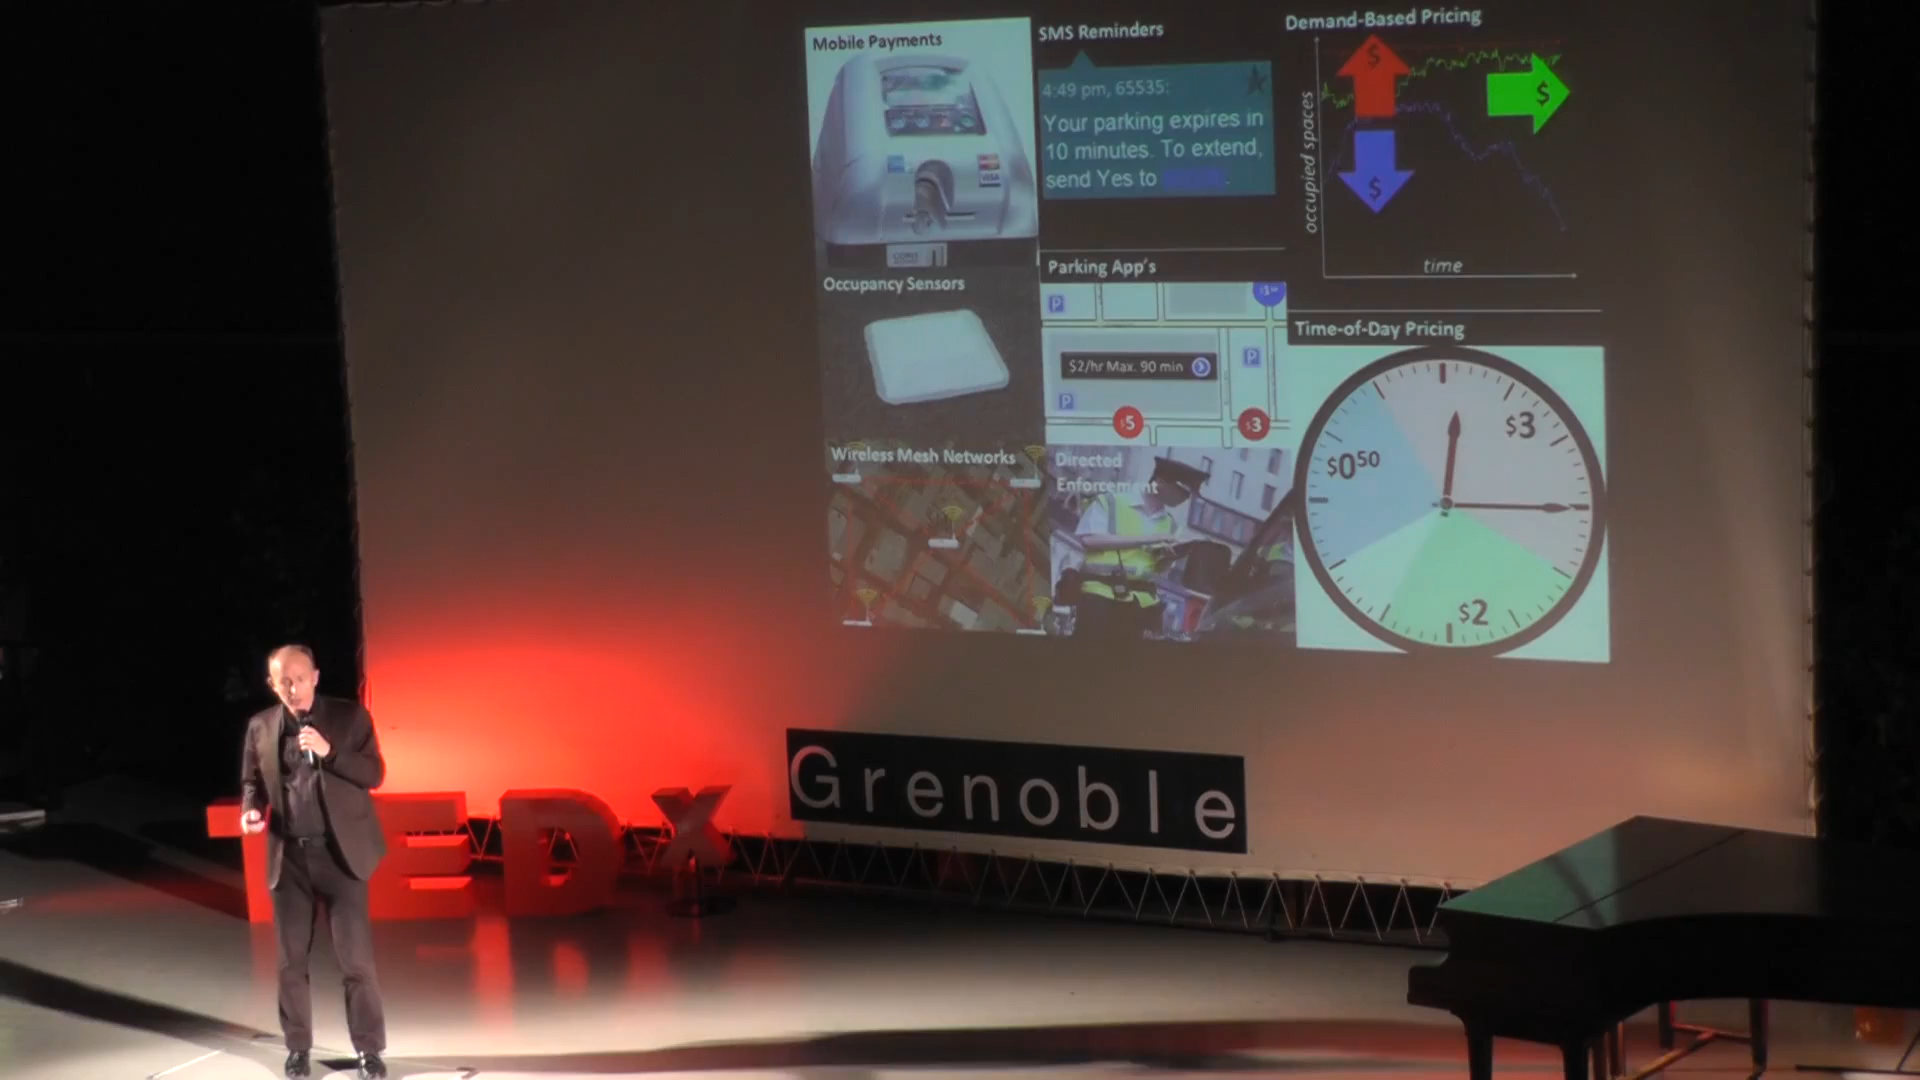 Mobile Payments
VISA
Occupancy Sensors
Wireless Mesh Networks
SMS Reminders
4:49 pm, 65535:
Your parking expires in
10 minutes. To extend,
send Yes to
Parking App's
P
P
P
$2/hr Max. 90 min
$5
$3
Directed
Enforcement
Demand-Based Pricing
$
$
$
occupied spaces
time
Time-of-Day Pricing
$050
$3
$2
TEDx
Grenoble